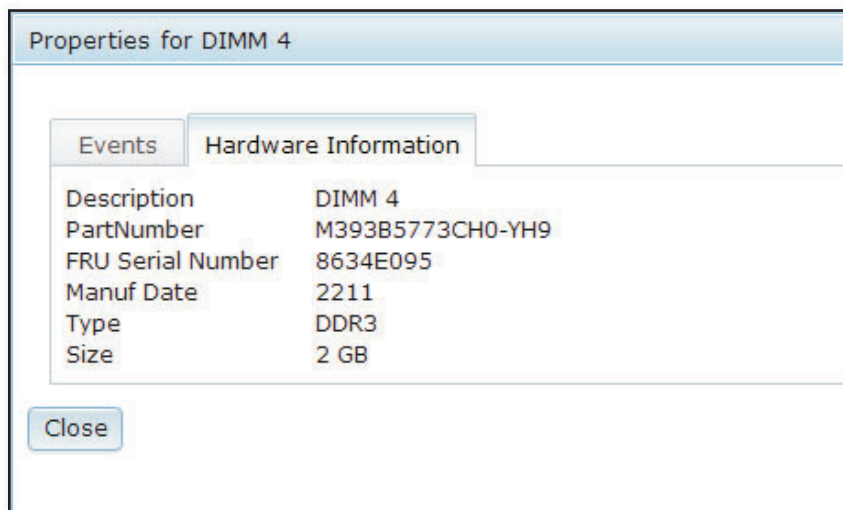 Properties for DIMM 4
Events Hardware Information
Description DIMM 4
PartNumber M393B5773CH0-YH9
FRU Serial Number 8634E095
Manuf Date 2211
Type DDR3
Size 2 GB
Close